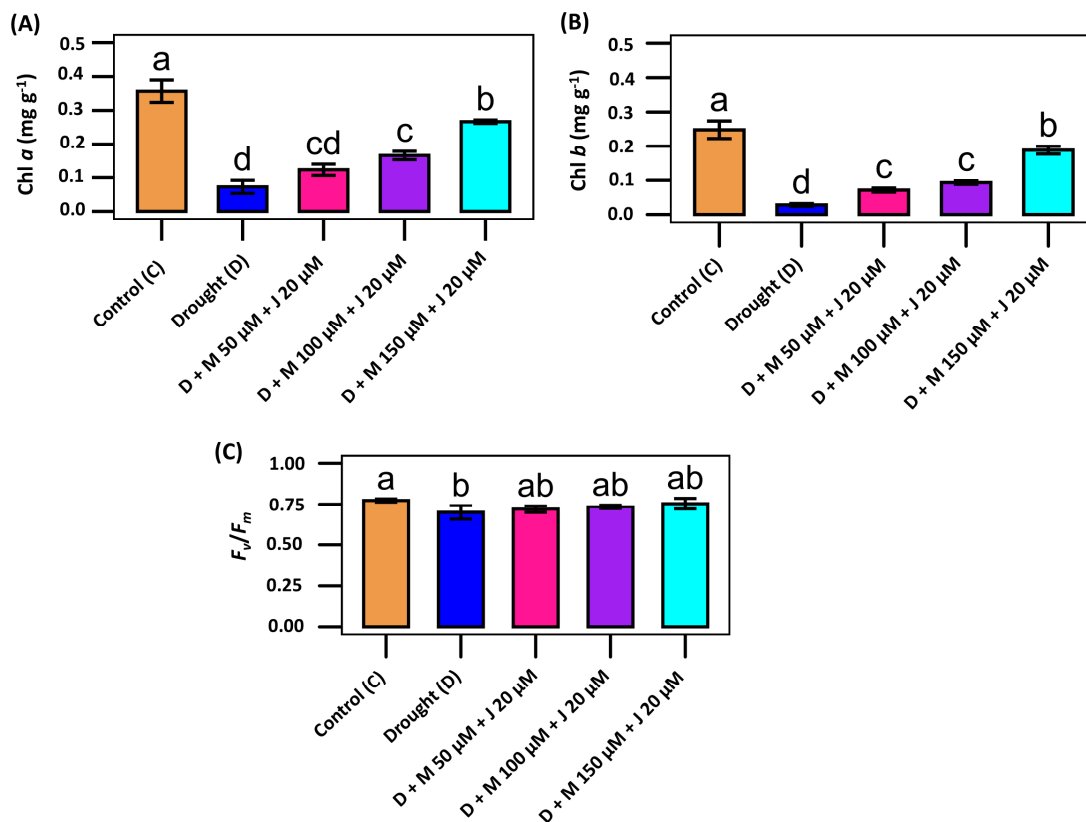 (A)
Chl a (mg g⁻¹)
0.5
0.4
0.3
0.2
0.1
0.0
a
d
cd
c
b
Control (C)
Drought (D)
D + M 50 µM + J 20 µM
D + M 100 µM + J 20 µM
D + M 150 µM + J 20 µM
(B)
Chl b (mg g⁻¹)
0.5
0.4
0.3
0.2
0.1
0.0
a
d
c
c
b
Control (C)
Drought (D)
D + M 50 µM + J 20 µM
D + M 100 µM + J 20 µM
D + M 150 µM + J 20 µM
(C)
Fv/Fm
1.00
0.75
0.50
0.25
0.00
a
b
ab
ab
ab
Control (C)
Drought (D)
D + M 50 µM + J 20 µM
D + M 100 µM + J 20 µM
D + M 150 µM + J 20 µM